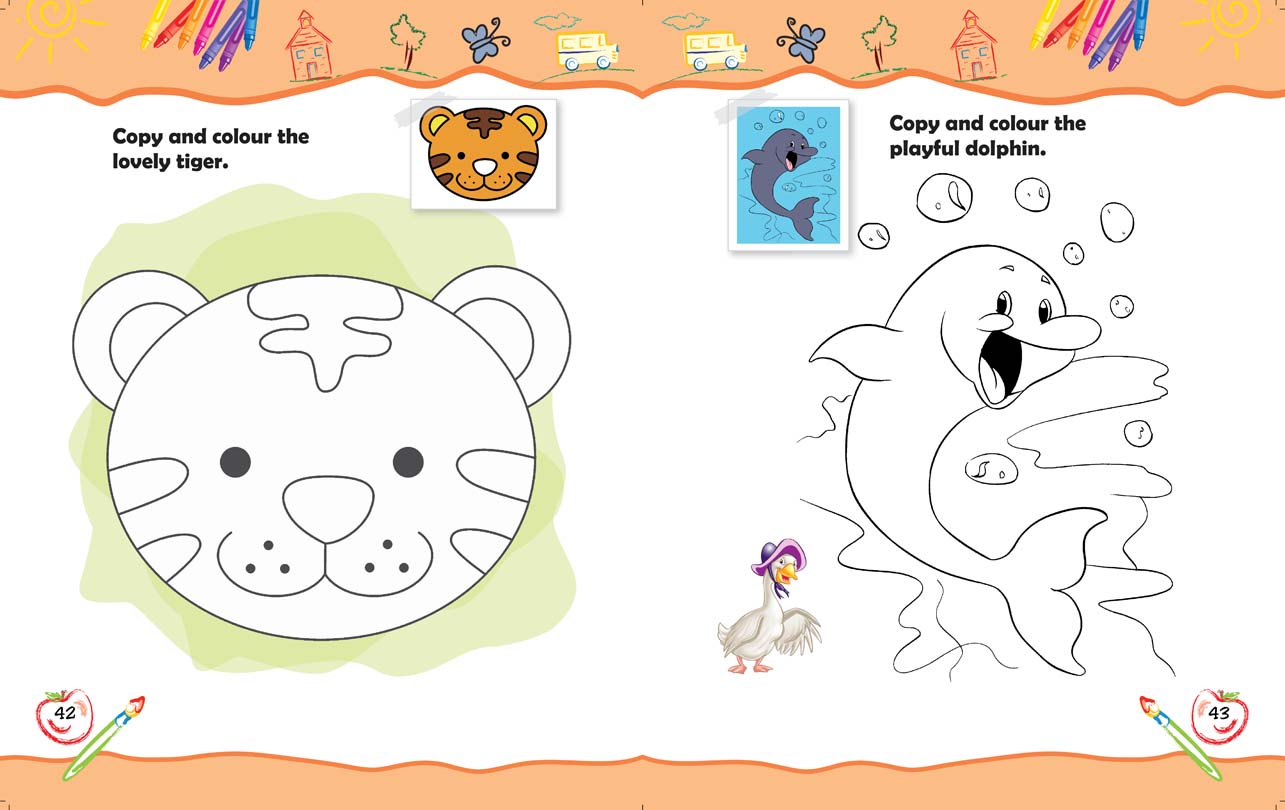 Copy and colour the
lovely tiger.
42
Copy and colour the
playful dolphin.
43